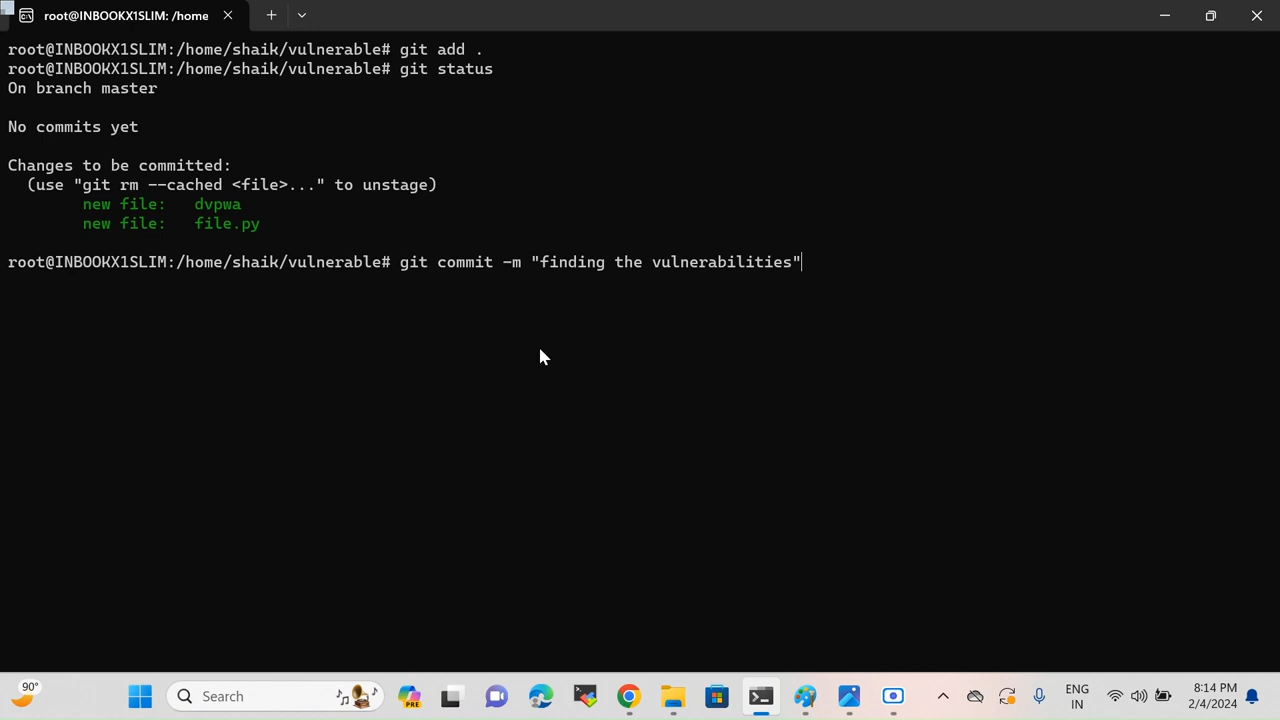 root@INBOOKX1SLIM: /home
root@INBOOKX1SLIM:/home/shaik/vulnerable# git add .
root@INBOOKX1SLIM:/home/shaik/vulnerable# git status
On branch master
No commits yet
Changes to be committed:
(use "git rm --cached <file>..." to unstage)
new file: dvpwa
new file: file.py
root@INBOOKX1SLIM:/home/shaik/vulnerable# git commit -m "finding the vulnerabilities"
90°
Search
PRE
ENG
IN
8:14 PM
2/4/2024